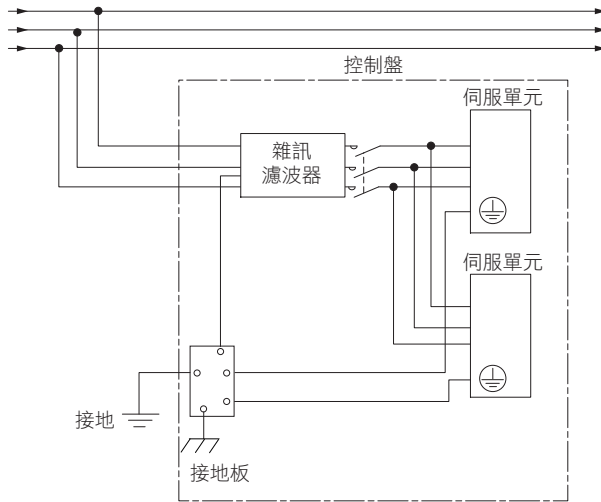 控制盤
伺服單元
雜訊
濾波器
伺服單元
接地
接地板